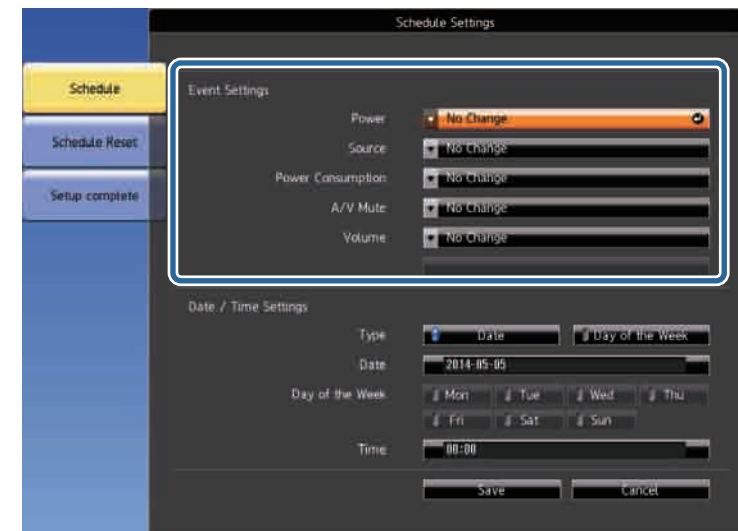 Schedule Settings
Schedule
Schedule Reset
Setup complete
Event Settings
Power No Change
Source No Change
Power Consumption No Change
A/V Mute No Change
Volume No Change
Date / Time Settings
Type Date Day of the Week
Date 2014-05-05
Day of the Week Mon Tue Wed Thu
Fri Sat Sun
Time 00:00
Save Cancel